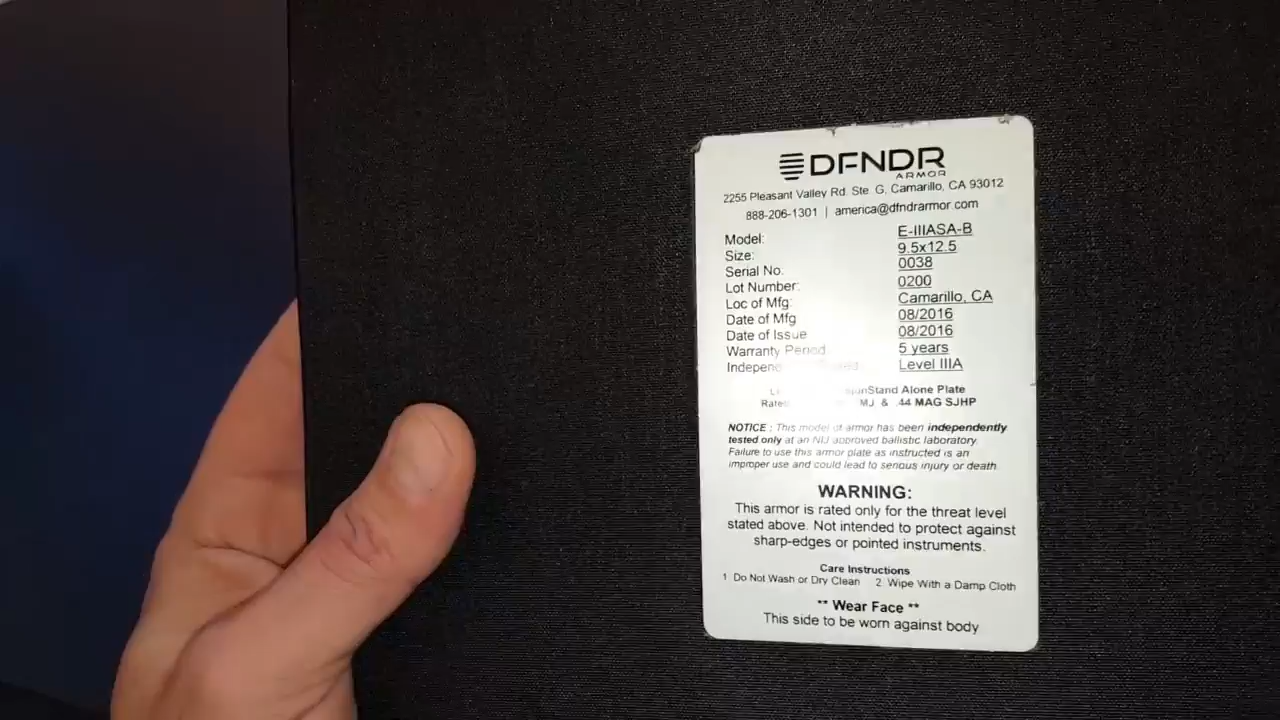 DFNDR
ARMOR
2255 Pleasant Valley Rd. Ste. G, Camarillo, CA 93012
888-206-1301 | america@dfndrarmor.com
Model: E-IIIASA-B
Size: 9.5x12.5
Serial No. 0038
Lot Number: 0200
Loc of Mfg: Camarillo, CA
Date of Mfg 08/2016
Date of Issue 08/2016
Warranty Period 5 years
Level IIIA
Stand Alone Plate
& .44 MAG SJHP
NOTICE : This model of armor has been independently
tested only at an NIJ approved ballistic laboratory.
Failure to use this armor plate as instructed is an
improper use and could lead to serious injury or death.
WARNING:
This armor is rated only for the threat level
stated above. Not intended to protect against
sharp-edges or pointed instruments.
Care Instructions
1 Do Not Wash or Dry Clean 2 Wipe With a Damp Cloth
** Wear Face **
This side to be worn against body